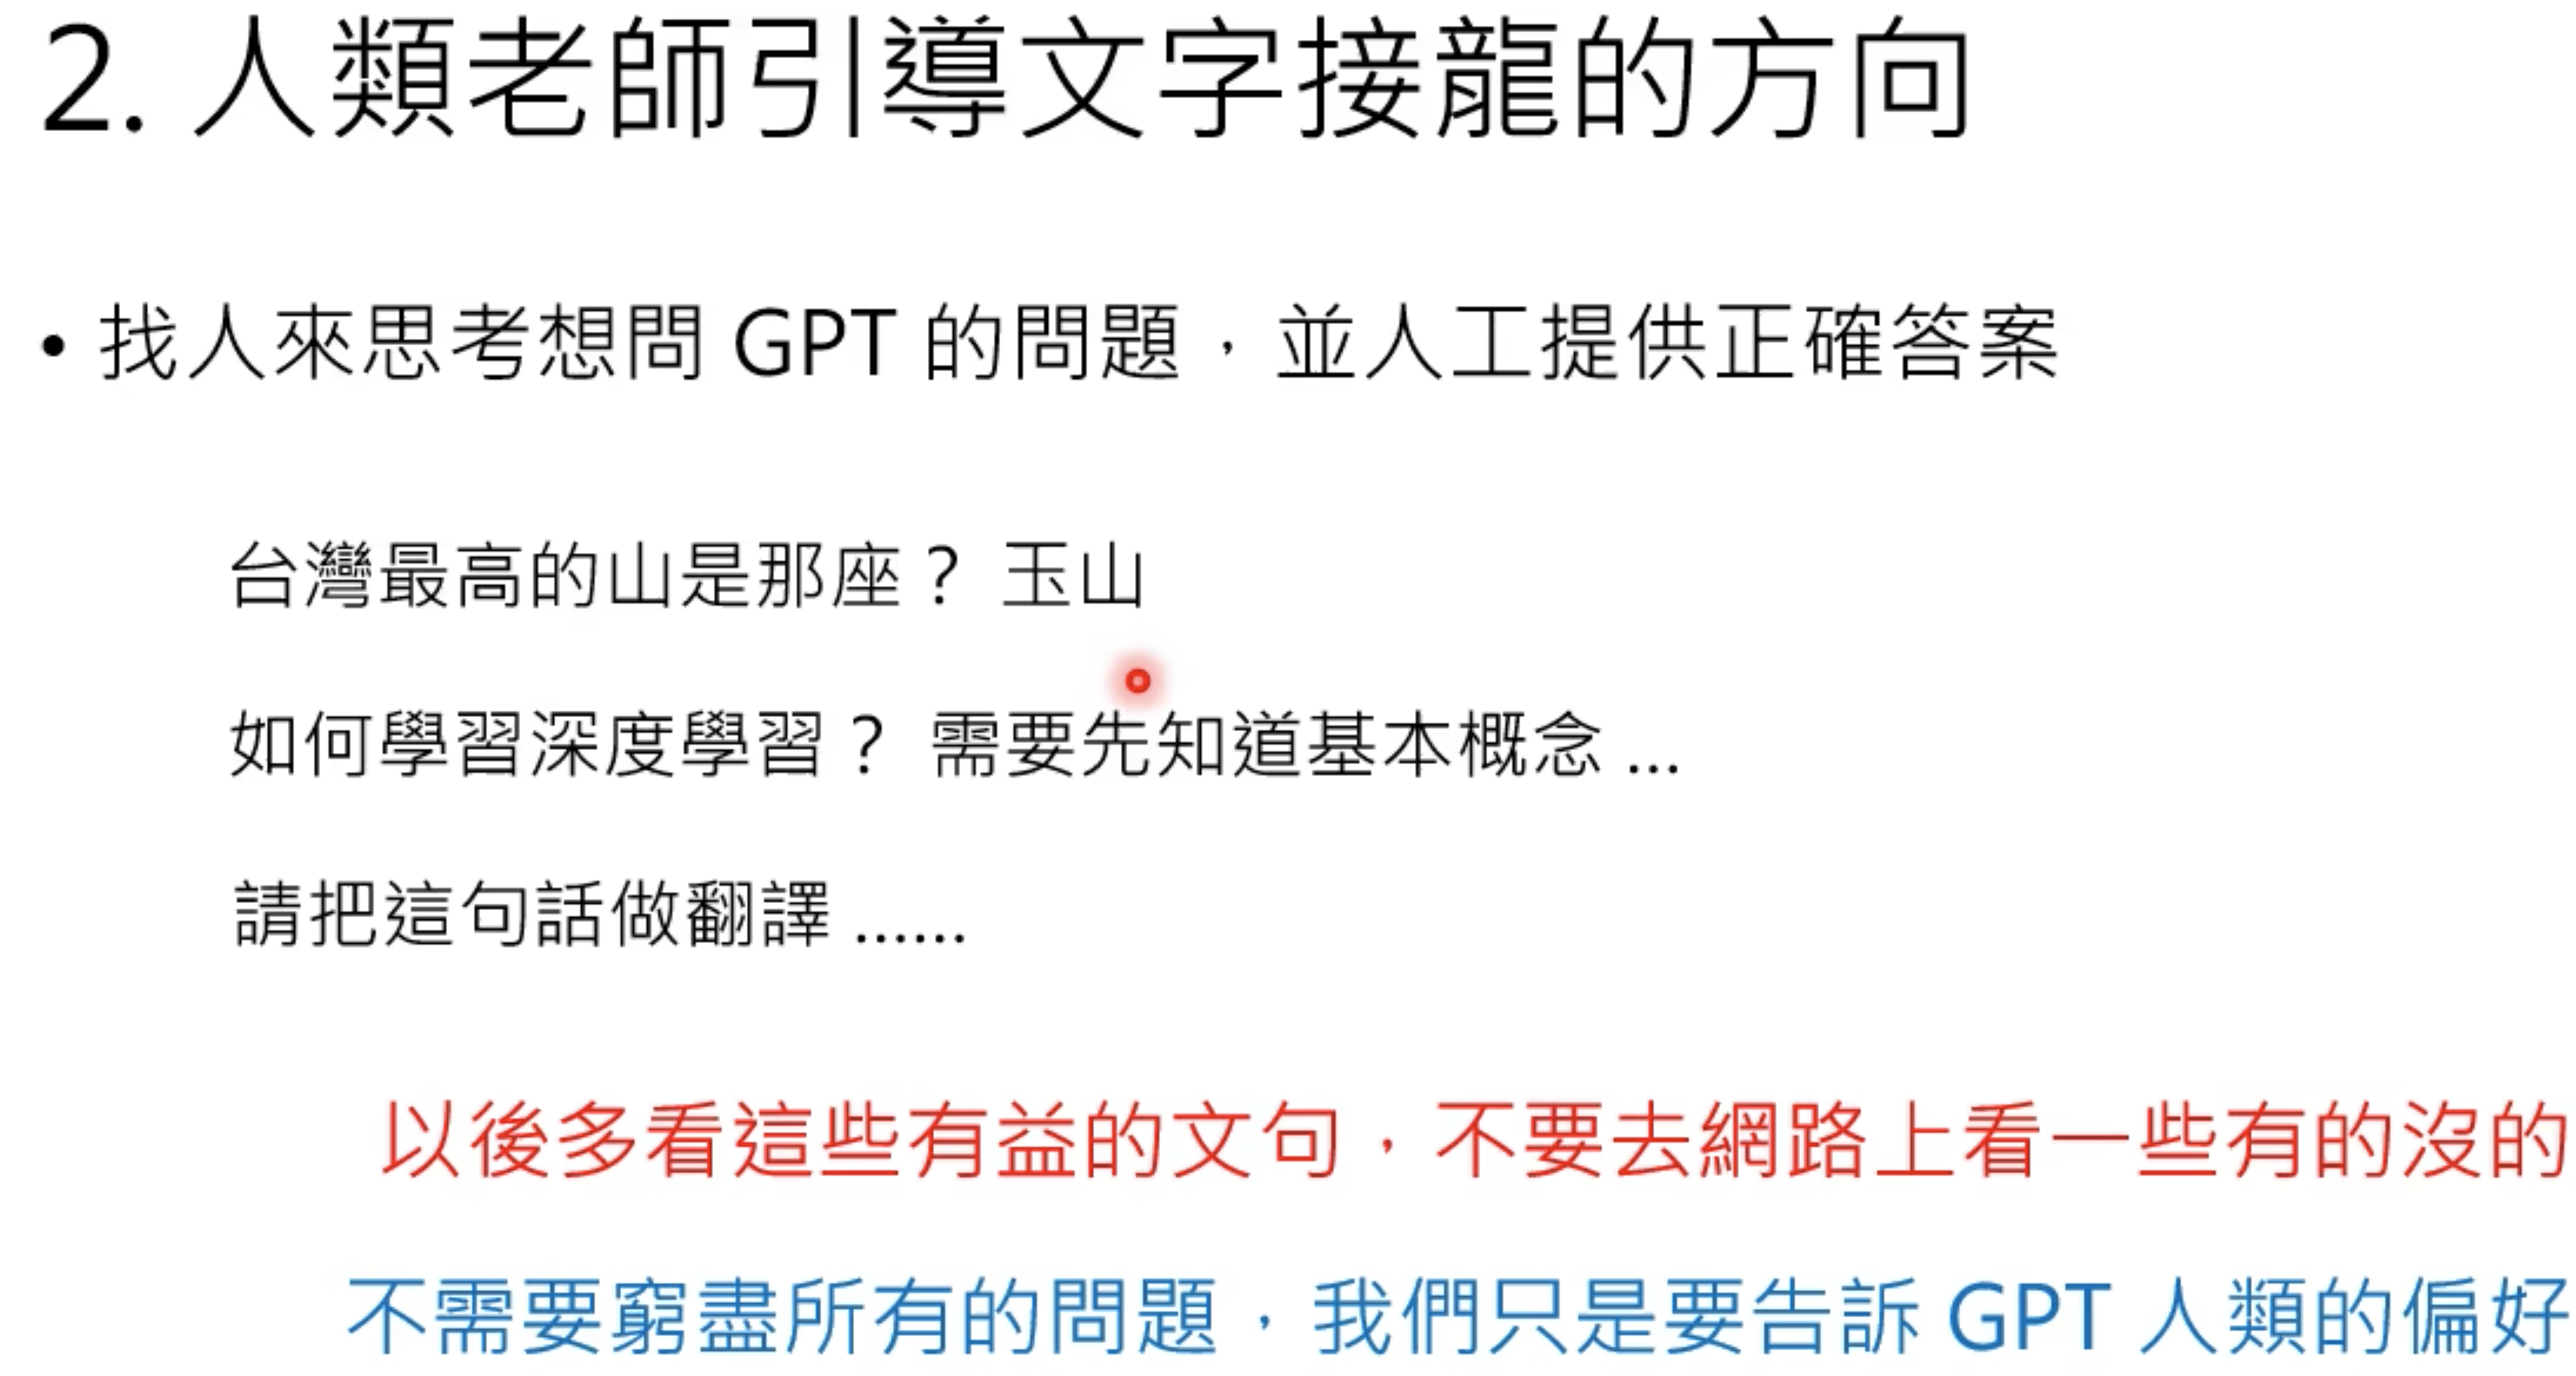 2. 人類老師引導文字接龍的方向
• 找人來思考想問 GPT 的問題，並人工提供正確答案
台灣最高的山是那座？ 玉山
如何學習深度學習？ 需要先知道基本概念 ...
請把這句話做翻譯 ......
以後多看這些有益的文句，不要去網路上看一些有的沒的
不需要窮盡所有的問題，我們只是要告訴 GPT 人類的偏好